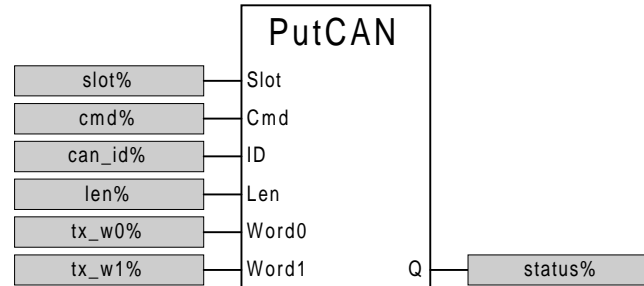 PutCAN
slot% Slot
cmd% Cmd
can_id% ID
len% Len
tx_w0% Word0
tx_w1% Word1 Q status%